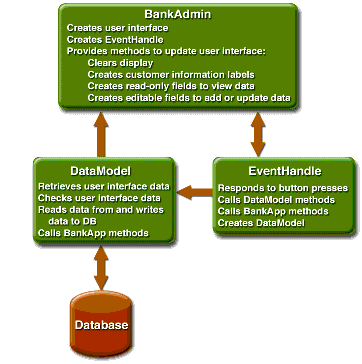 BankAdmin
Creates user interface
Creates EventHandle
Provides methods to update user interface:
Clears display
Creates customer information labels
Creates read-only fields to view data
Creates editable fields to add or update data
DataModel
Retrieves user interface data
Checks user interface data
Reads data from and writes
data to DB
Calls BankApp methods
EventHandle
Responds to button presses
Calls DataModel methods
Calls BankApp methods
Creates DataModel
Database